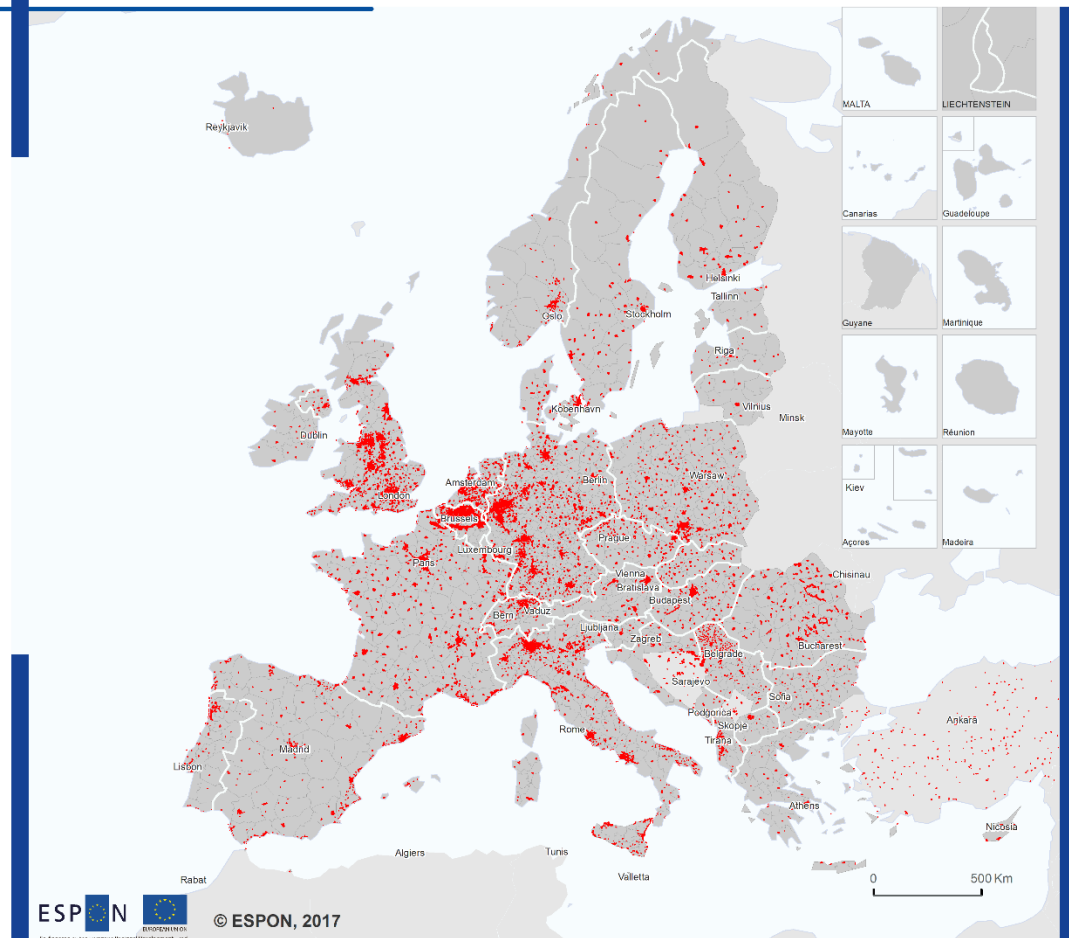 MALTA
LIECHTENSTEIN
Reykjavik
Canarias
Guadeloupe
Helsinki
Tallinn
Oslo
Stockholm
Guyane
Martinique
Riga
Vilnius
Minsk
København
Mayotte
Réunion
Dublin
Amsterdam
Berlin
Warsaw
London
Brussels
Kiev
Prague
Luxembourg
Paris
Açores
Madeira
Vienna
Bratislava
Chisinau
Budapest
Bern
Vaduz
Ljubljana
Zagreb
Bucharest
Belgrade
Sarajevo
Sofia
Podgorica
Skopje
Ankara
Rome
Tirana
Madrid
Lisbon
Athens
Nicosia
Algiers
Tunis
Valletta
Rabat
0 500 Km
ESPON
EUROPEAN UNION
© ESPON, 2017